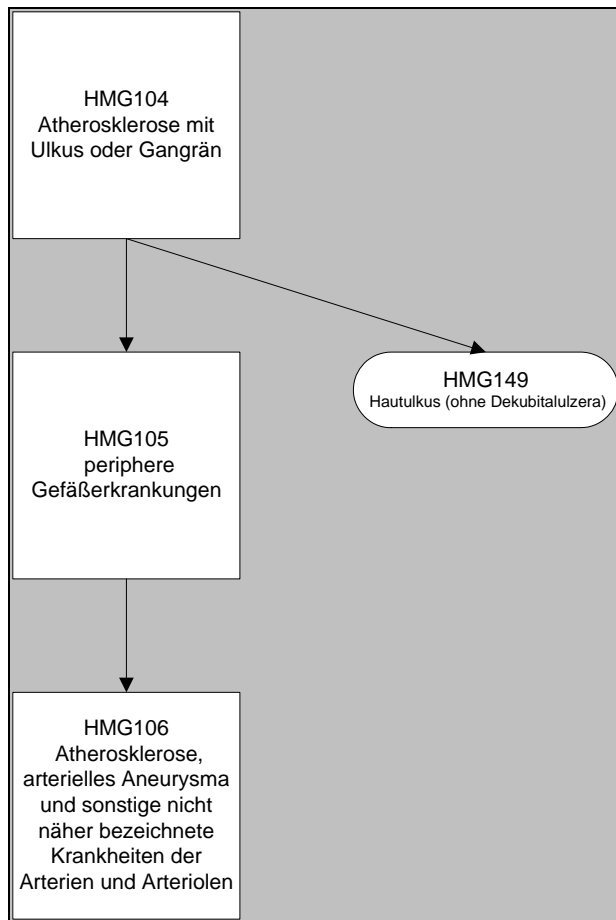 HMG104
Atherosklerose mit
Ulkus oder Gangrän
HMG149
Hautulkus (ohne Dekubitalulzera)
HMG105
periphere
Gefäßerkrankungen
HMG106
Atherosklerose,
arterielles Aneurysma
und sonstige nicht
näher bezeichnete
Krankheiten der
Arterien und Arteriolen